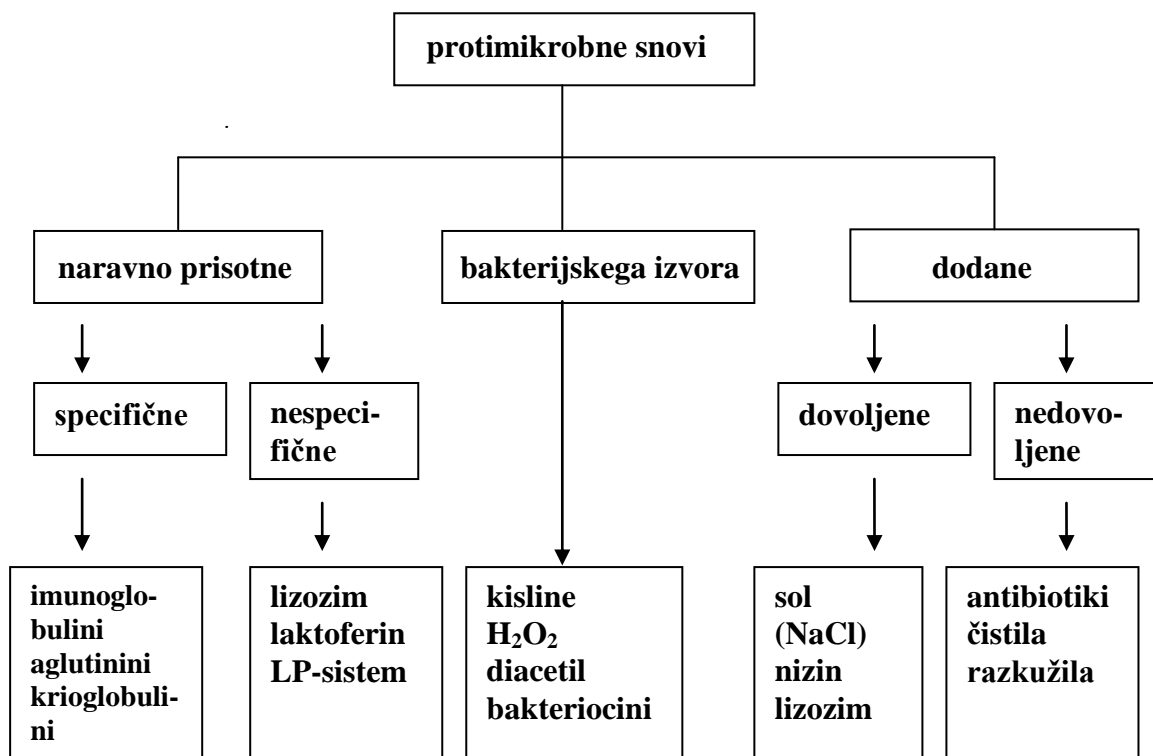 protimikrobne snovi
naravno prisotne
bakterijskega izvora
dodane
specifične
nespeci-
fične
dovoljene
nedovo-
ljene
imunoglo-
bulini
aglutinini
krioglobuli-
ni
lizozim
laktoferin
LP-sistem
kisline
H₂O₂
diacetil
bakteriocini
sol
(NaCl)
nizin
lizozim
antibiotiki
čistila
razkužila